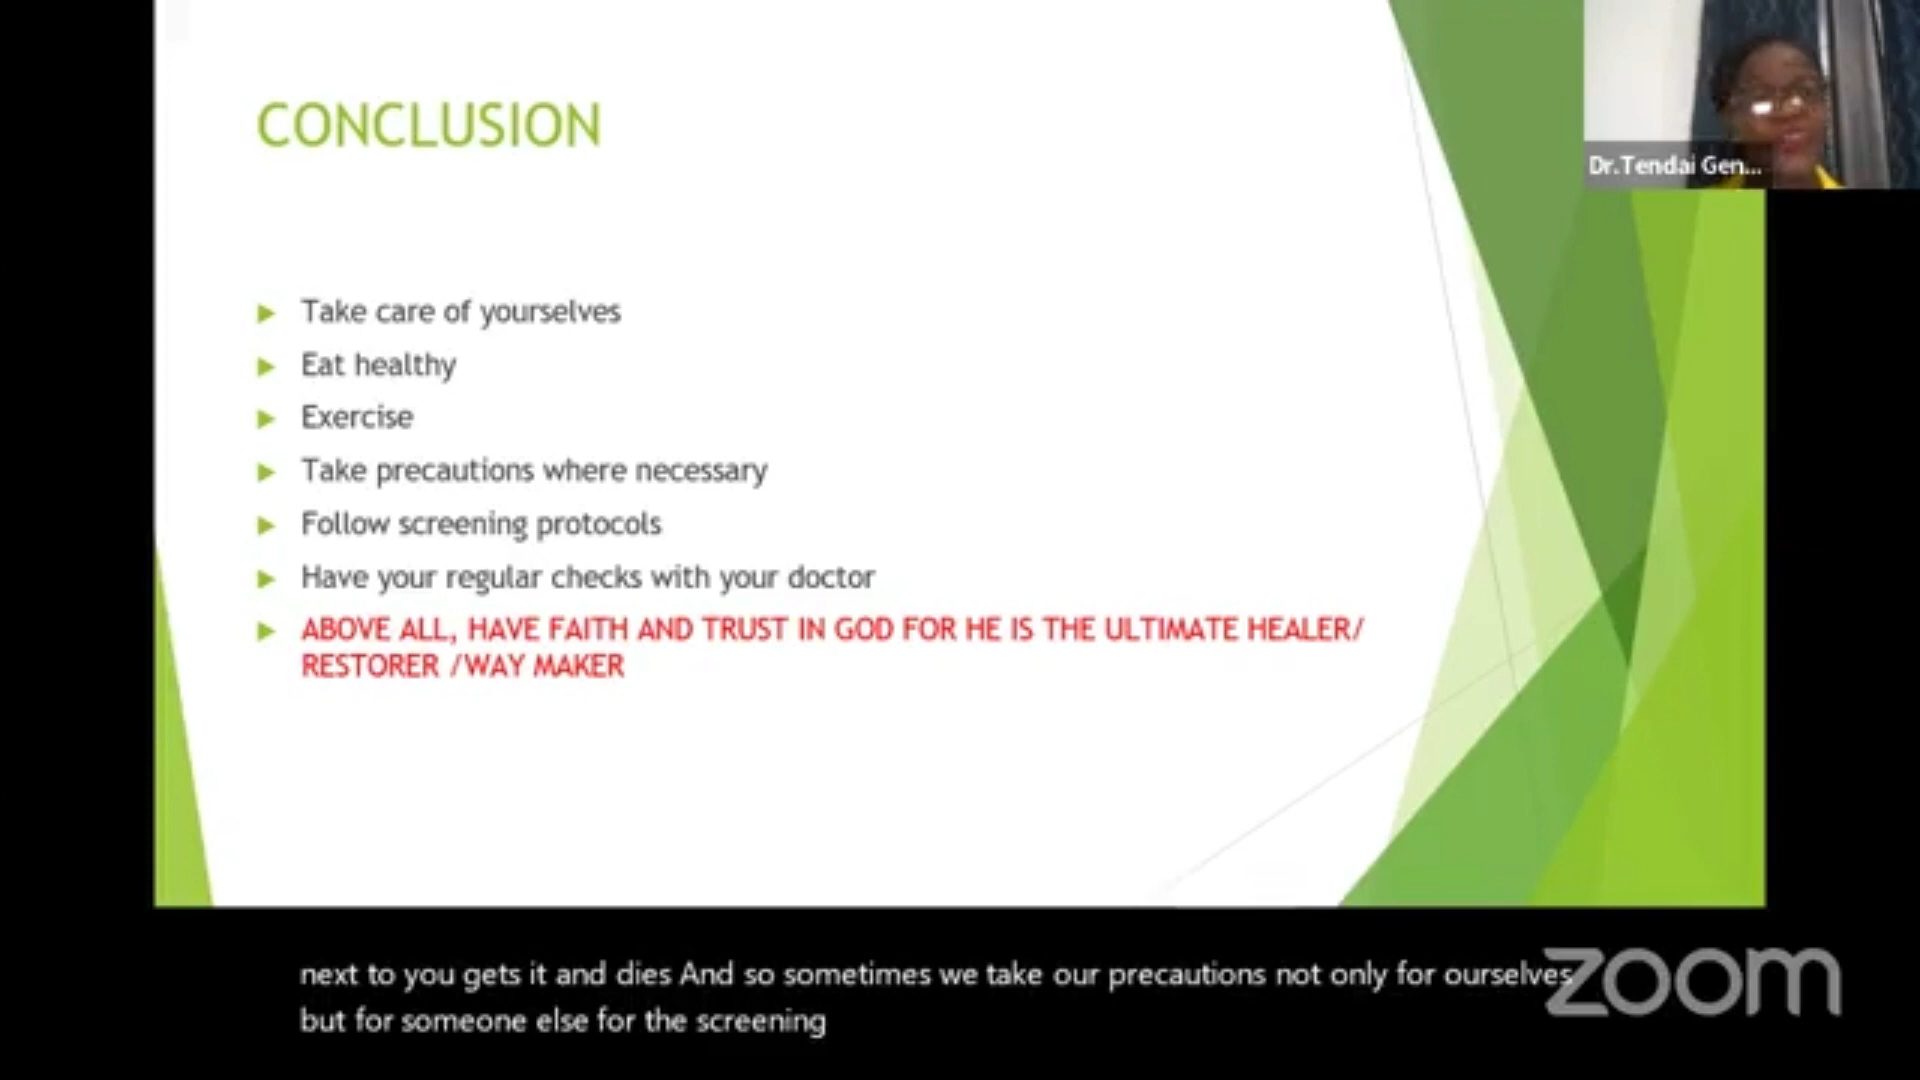 CONCLUSION
Dr.Tendai Gen...
Take care of yourselves
Eat healthy
Exercise
Take precautions where necessary
Follow screening protocols
Have your regular checks with your doctor
ABOVE ALL, HAVE FAITH AND TRUST IN GOD FOR HE IS THE ULTIMATE HEALER/
RESTORER /WAY MAKER
next to you gets it and dies And so sometimes we take our precautions not only for ourselves
but for someone else for the screening
zoom